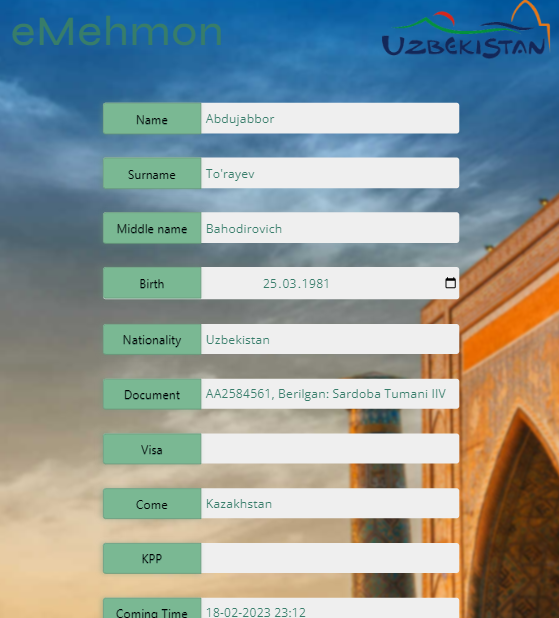 eMehmon
UZBEKISTAN
Name Abdujabbor
Surname To'rayev
Middle name Bahodirovich
Birth 25.03.1981
Nationality Uzbekistan
Document AA2584561, Berilgan: Sardoba Tumani IIV
Visa
Come Kazakhstan
KPP
Coming Time 18-02-2023 23:12